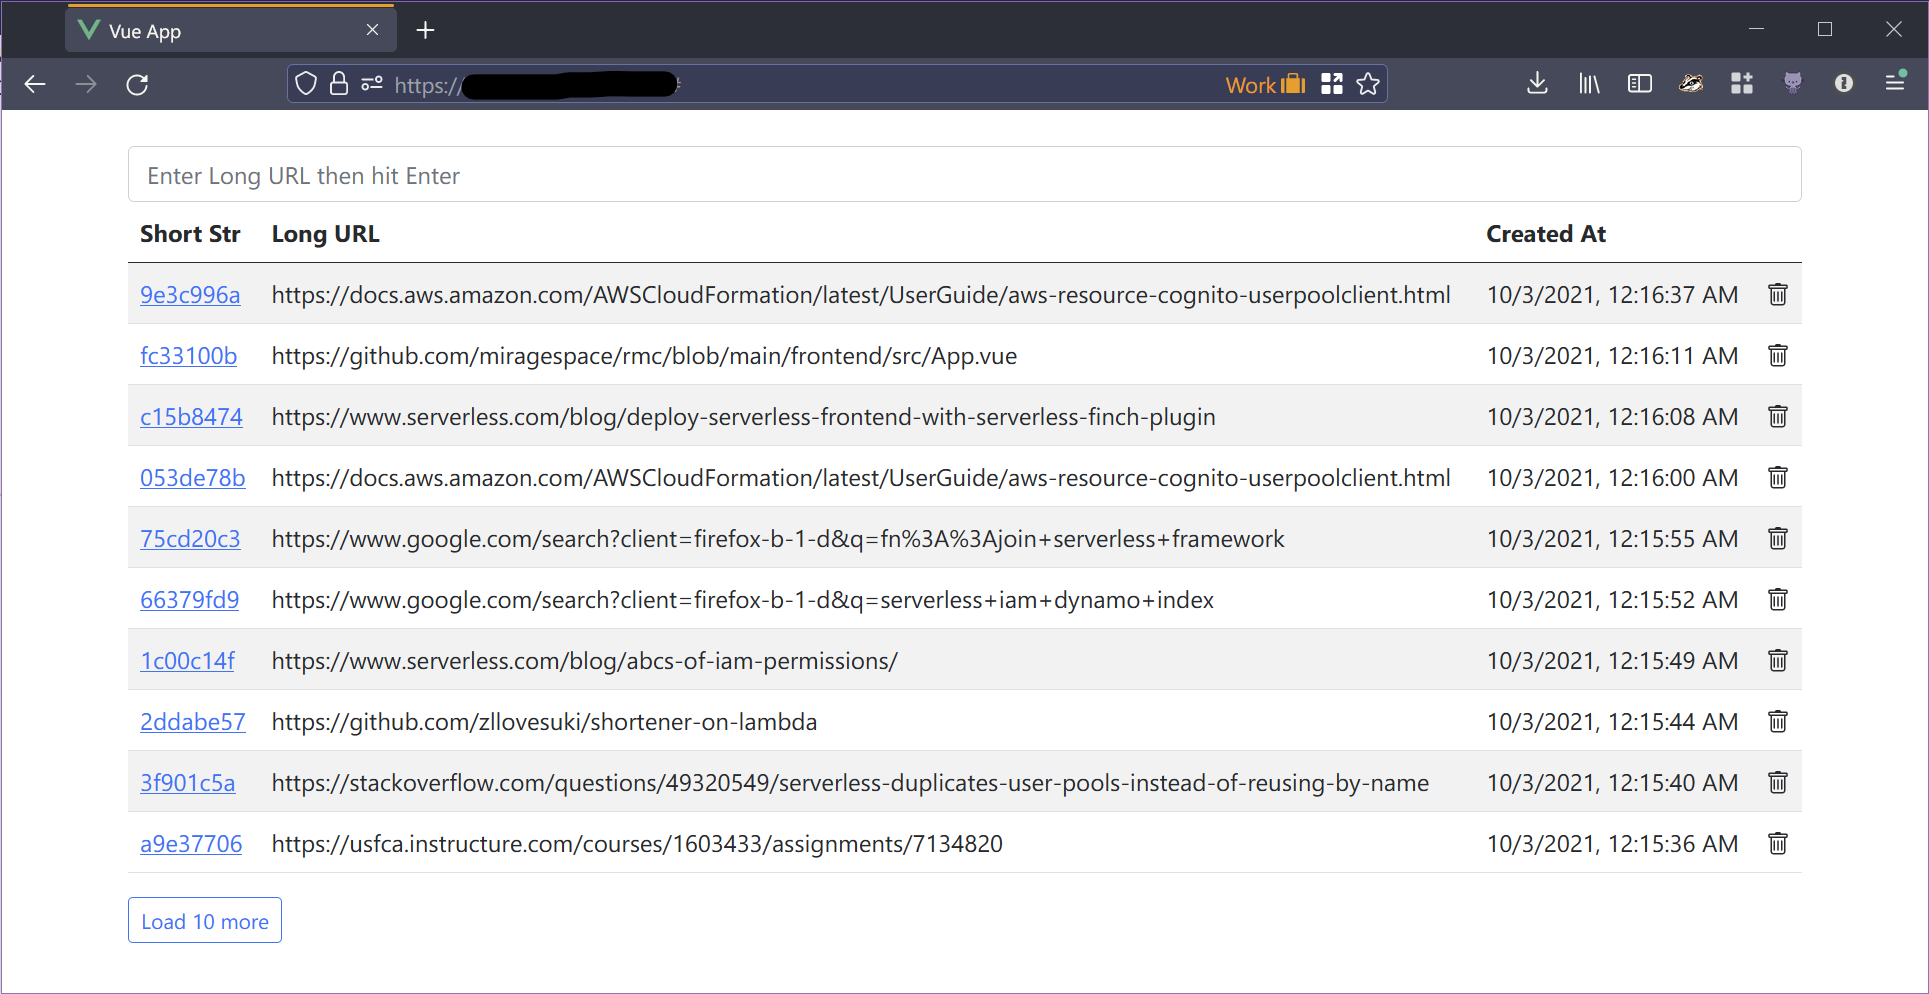 Vue App
https:// Work
Enter Long URL then hit Enter
Short Str Long URL Created At
9e3c996a https://docs.aws.amazon.com/AWSCloudFormation/latest/UserGuide/aws-resource-cognito-userpoolclient.html 10/3/2021, 12:16:37 AM
fc33100b https://github.com/miragespace/rmc/blob/main/frontend/src/App.vue 10/3/2021, 12:16:11 AM
c15b8474 https://www.serverless.com/blog/deploy-serverless-frontend-with-serverless-finch-plugin 10/3/2021, 12:16:08 AM
053de78b https://docs.aws.amazon.com/AWSCloudFormation/latest/UserGuide/aws-resource-cognito-userpoolclient.html 10/3/2021, 12:16:00 AM
75cd20c3 https://www.google.com/search?client=firefox-b-1-d&q=fn%3A%3Ajoin+serverless+framework 10/3/2021, 12:15:55 AM
66379fd9 https://www.google.com/search?client=firefox-b-1-d&q=serverless+iam+dynamo+index 10/3/2021, 12:15:52 AM
1c00c14f https://www.serverless.com/blog/abcs-of-iam-permissions/ 10/3/2021, 12:15:49 AM
2ddabe57 https://github.com/zllovesuki/shortener-on-lambda 10/3/2021, 12:15:44 AM
3f901c5a https://stackoverflow.com/questions/49320549/serverless-duplicates-user-pools-instead-of-reusing-by-name 10/3/2021, 12:15:40 AM
a9e37706 https://usfca.instructure.com/courses/1603433/assignments/7134820 10/3/2021, 12:15:36 AM
Load 10 more